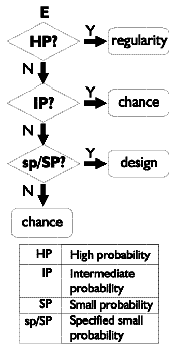 E
HP? Y regularity
N
IP? Y chance
N
sp/SP? Y design
N
chance
HP High probability
IP Intermediate
probability
SP Small probability
sp/SP Specified small
probability